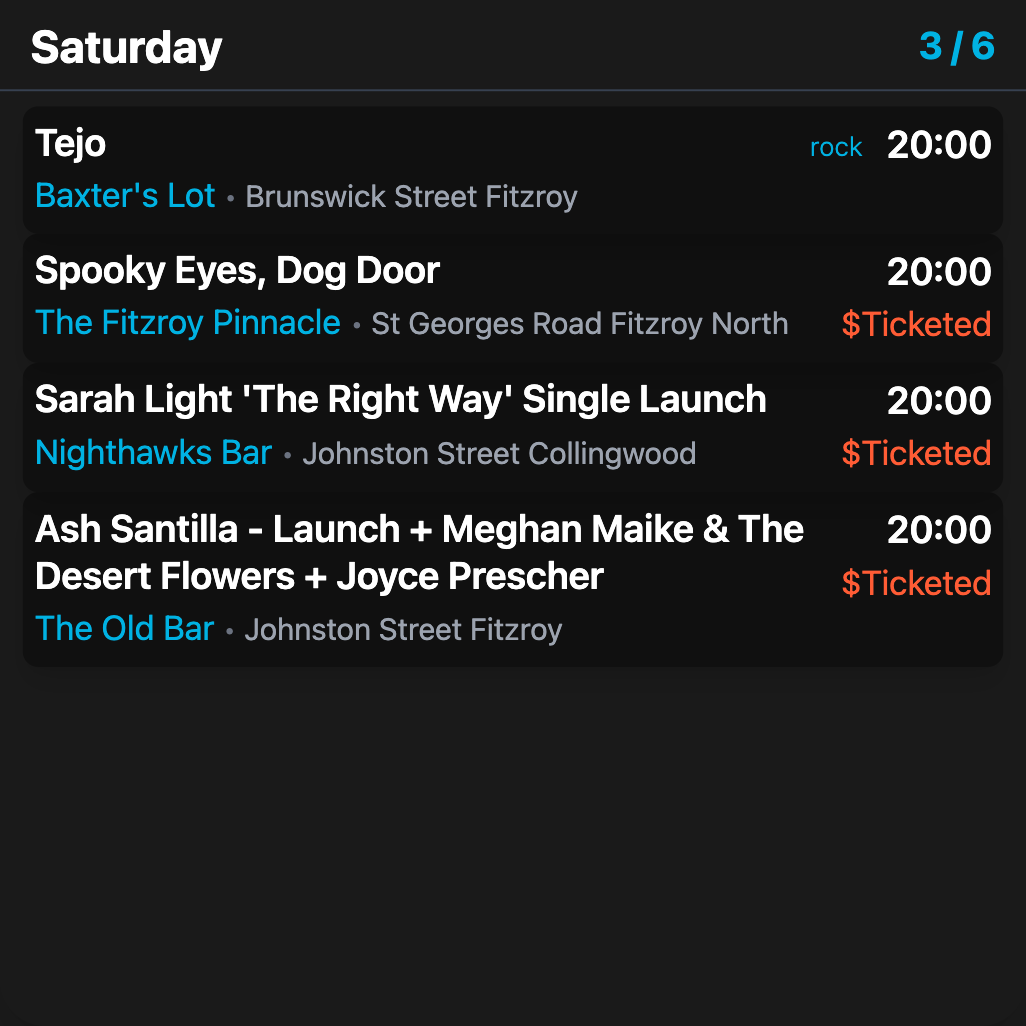 Saturday 3 / 6
Tejo rock 20:00
Baxter's Lot • Brunswick Street Fitzroy
Spooky Eyes, Dog Door 20:00
The Fitzroy Pinnacle • St Georges Road Fitzroy North $Ticketed
Sarah Light 'The Right Way' Single Launch 20:00
Nighthawks Bar • Johnston Street Collingwood $Ticketed
Ash Santilla - Launch + Meghan Maike & The 20:00
Desert Flowers + Joyce Prescher $Ticketed
The Old Bar • Johnston Street Fitzroy